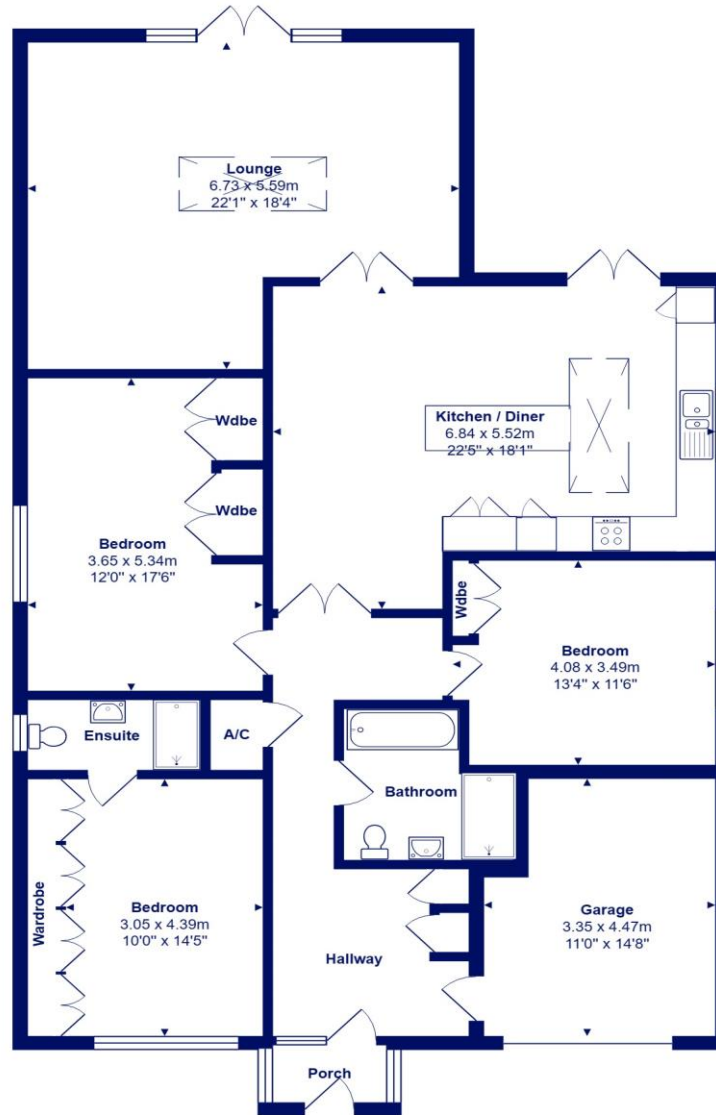 Lounge
6.73 x 5.59m
22'1" x 18'4"
Kitchen / Diner
6.84 x 5.52m
22'5" x 18'1"
Wdbe
Wdbe
Bedroom
3.65 x 5.34m
12'0" x 17'6"
Wdbe
Bedroom
4.08 x 3.49m
13'4" x 11'6"
Ensuite
A/C
Bathroom
Wardrobe
Bedroom
3.05 x 4.39m
10'0" x 14'5"
Garage
3.35 x 4.47m
11'0" x 14'8"
Hallway
Porch